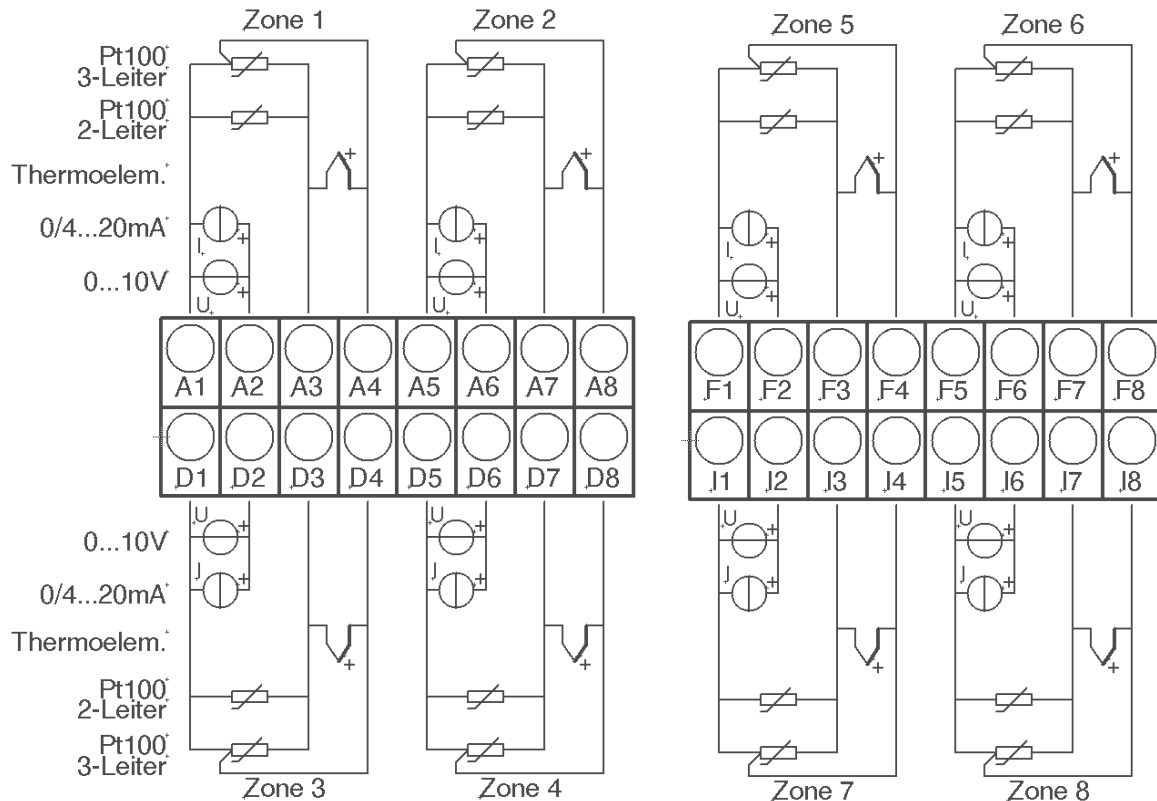 Zone 1
Zone 2
Zone 5
Zone 6
Pt100
3-Leiter
Pt100
2-Leiter
Thermoelem.
+ + + +
0/4...20mA
+ + + +
I I I I
0...10V
+ + + +
U U U U
A1 A2 A3 A4 A5 A6 A7 A8
F1 F2 F3 F4 F5 F6 F7 F8
D1 D2 D3 D4 D5 D6 D7 D8
I1 I2 I3 I4 I5 I6 I7 I8
U U U U
0...10V
+ + + +
J J J J
0/4...20mA
+ + + +
Thermoelem.
+ + + +
Pt100
2-Leiter
Pt100
3-Leiter
Zone 3
Zone 4
Zone 7
Zone 8